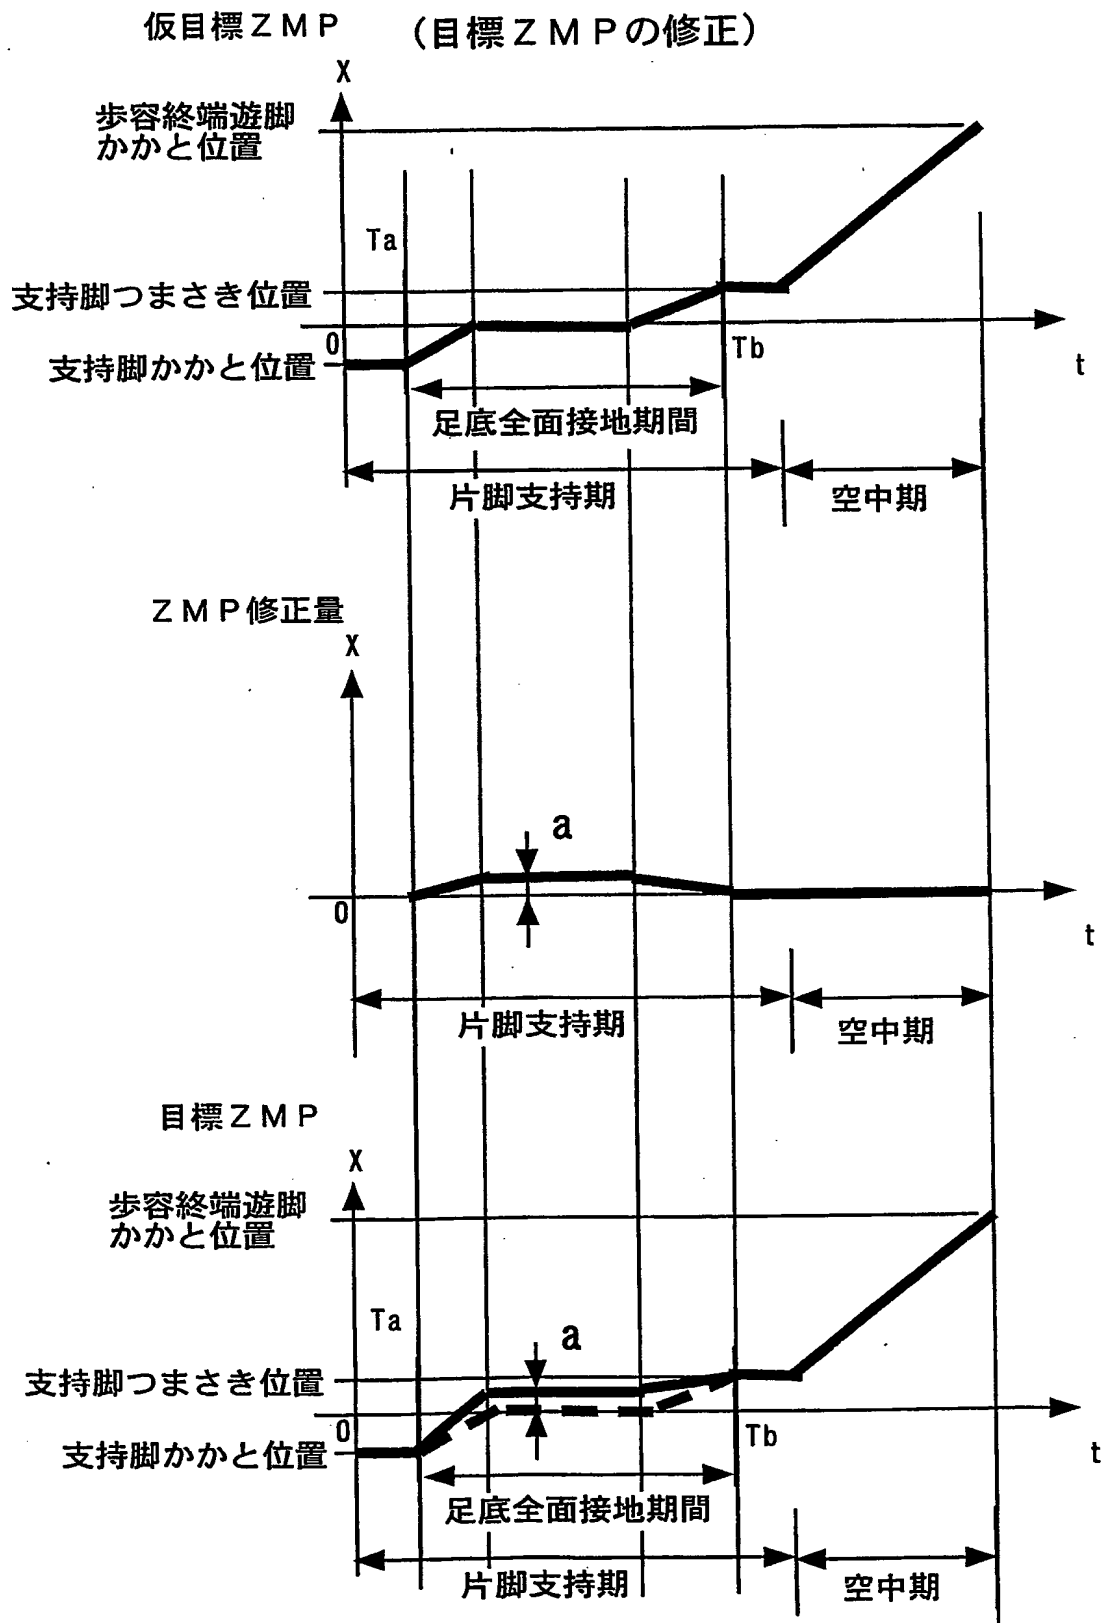 仮目標ZMP
(目標ZMPの修正)
X
歩容終端遊脚
かかと位置
Ta
支持脚つまさき位置
0
Tb
支持脚かかと位置
t
足底全面接地期間
片脚支持期
空中期
ZMP修正量
X
a
0
t
片脚支持期
空中期
目標ZMP
X
歩容終端遊脚
かかと位置
Ta
a
支持脚つまさき位置
0
Tb
支持脚かかと位置
t
足底全面接地期間
片脚支持期
空中期